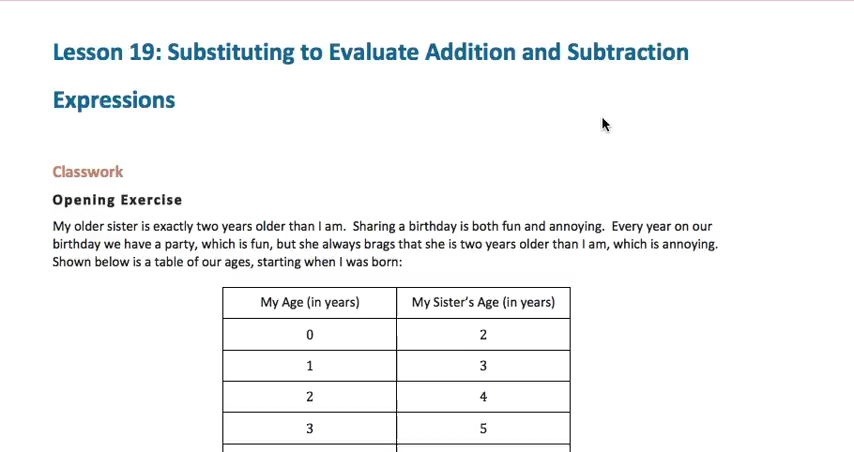 Lesson 19: Substituting to Evaluate Addition and Subtraction
Expressions
Classwork
Opening Exercise
My older sister is exactly two years older than I am. Sharing a birthday is both fun and annoying. Every year on our
birthday we have a party, which is fun, but she always brags that she is two years older than I am, which is annoying.
Shown below is a table of our ages, starting when I was born:
My Age (in years) My Sister's Age (in years)
0 2
1 3
2 4
3 5